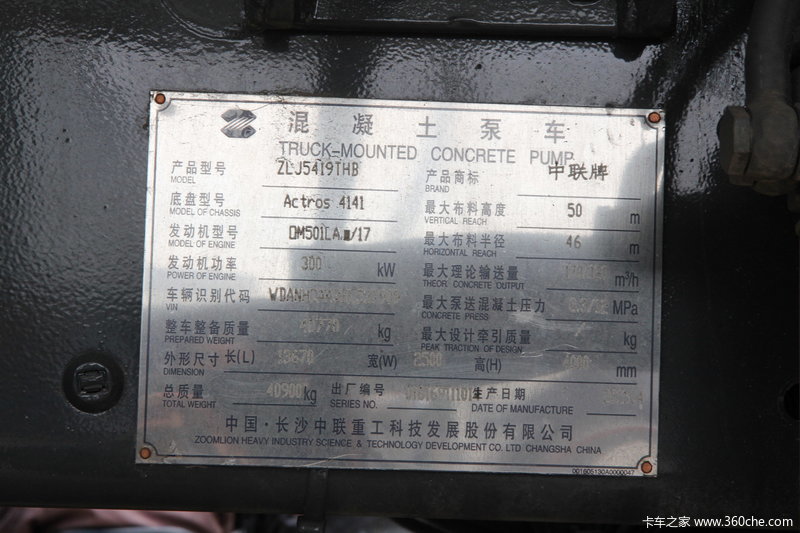 混凝土泵车
TRUCK-MOUNTED CONCRETE PUMP
产品型号 ZLJ5419THB 产品商标 中联牌
MODEL BRAND
底盘型号 Actros 4141 最大布料高度 50 m
MODEL OF CHASSIS VERTICAL REACH
发动机型号 最大布料半径 46 m
MODEL OF ENGINE HORIZONTAL REACH
发动机功率 300 kW 最大理论输送量 m³/h
POWER OF ENGINE THEOR. CONCRETE OUTPUT
车辆识别代码 最大泵送混凝土压力 MPa
VIN CONCRETE PRESS
整车整备质量 kg 最大设计牵引质量 kg
PREPARED WEIGHT PEAK TRACTION OF DESIGN
外形尺寸 长(L) 宽(W) 2500 高(H) mm
DIMENSION
总质量 40900 kg 出厂编号 生产日期
TOTAL WEIGHT SERIES NO. DATE OF MANUFACTURE
中国·长沙中联重工科技发展股份有限公司
ZOOMLION HEAVY INDUSTRY SCIENCE & TECHNOLOGY DEVELOPMENT CO. LTD CHANGSHA CHINA
001605130A0000047
卡车之家 www.360che.com